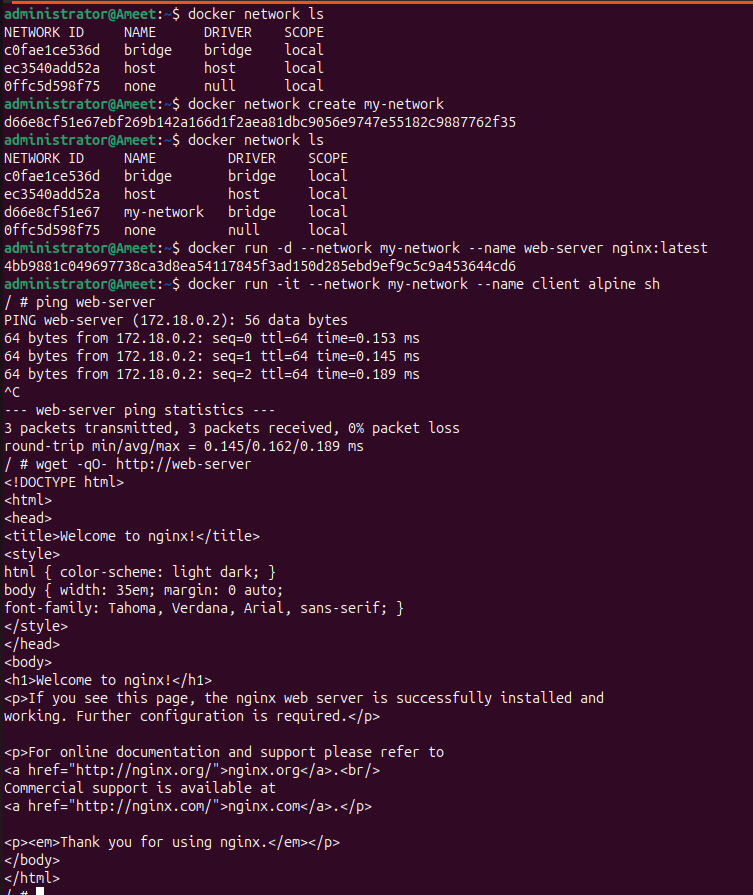 administrator@Ameet:~$ docker network ls
NETWORK ID     NAME      DRIVER    SCOPE
c0fae1ce536d   bridge    bridge    local
ec3540add52a   host      host      local
0ffc5d598f75   none      null      local
administrator@Ameet:~$ docker network create my-network
d66e8cf51e67ebf269b142a166d1f2aea81dbc9056e9747e55182c9887762f35
administrator@Ameet:~$ docker network ls
NETWORK ID     NAME         DRIVER    SCOPE
c0fae1ce536d   bridge       bridge    local
ec3540add52a   host         host      local
d66e8cf51e67   my-network   bridge    local
0ffc5d598f75   none         null      local
administrator@Ameet:~$ docker run -d --network my-network --name web-server nginx:latest
4bb9881c049697738ca3d8ea54117845f3ad150d285ebd9ef9c5c9a453644cd6
administrator@Ameet:~$ docker run -it --network my-network --name client alpine sh
/ # ping web-server
PING web-server (172.18.0.2): 56 data bytes
64 bytes from 172.18.0.2: seq=0 ttl=64 time=0.153 ms
64 bytes from 172.18.0.2: seq=1 ttl=64 time=0.145 ms
64 bytes from 172.18.0.2: seq=2 ttl=64 time=0.189 ms
^C
--- web-server ping statistics ---
3 packets transmitted, 3 packets received, 0% packet loss
round-trip min/avg/max = 0.145/0.162/0.189 ms
/ # wget -qO- http://web-server
<!DOCTYPE html>
<html>
<head>
<title>Welcome to nginx!</title>
<style>
html { color-scheme: light dark; }
body { width: 35em; margin: 0 auto;
font-family: Tahoma, Verdana, Arial, sans-serif; }
</style>
</head>
<body>
<h1>Welcome to nginx!</h1>
<p>If you see this page, the nginx web server is successfully installed and
working. Further configuration is required.</p>

<p>For online documentation and support please refer to
<a href="http://nginx.org/">nginx.org</a>.<br/>
Commercial support is available at
<a href="http://nginx.com/">nginx.com</a>.</p>

<p><em>Thank you for using nginx.</em></p>
</body>
</html>
/ #